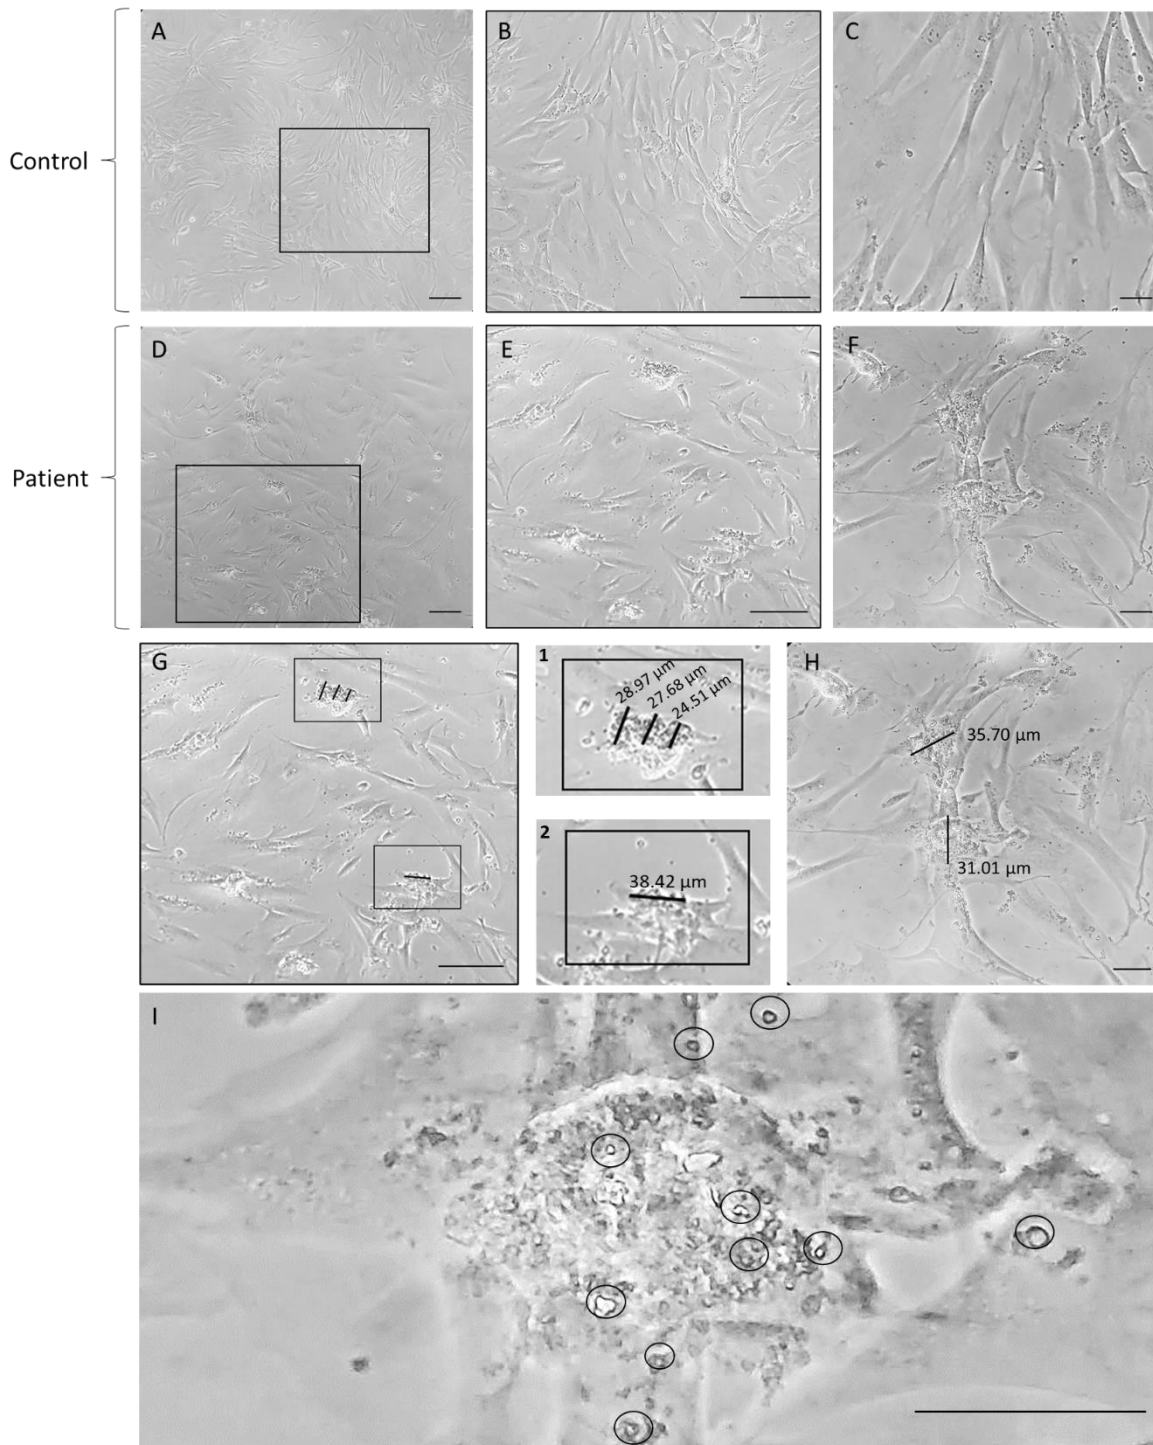 Control
A
B
C
Patient
D
E
F
G
1
28.97 µm
27.68 µm
24.51 µm
2
38.42 µm
H
35.70 µm
31.01 µm
I